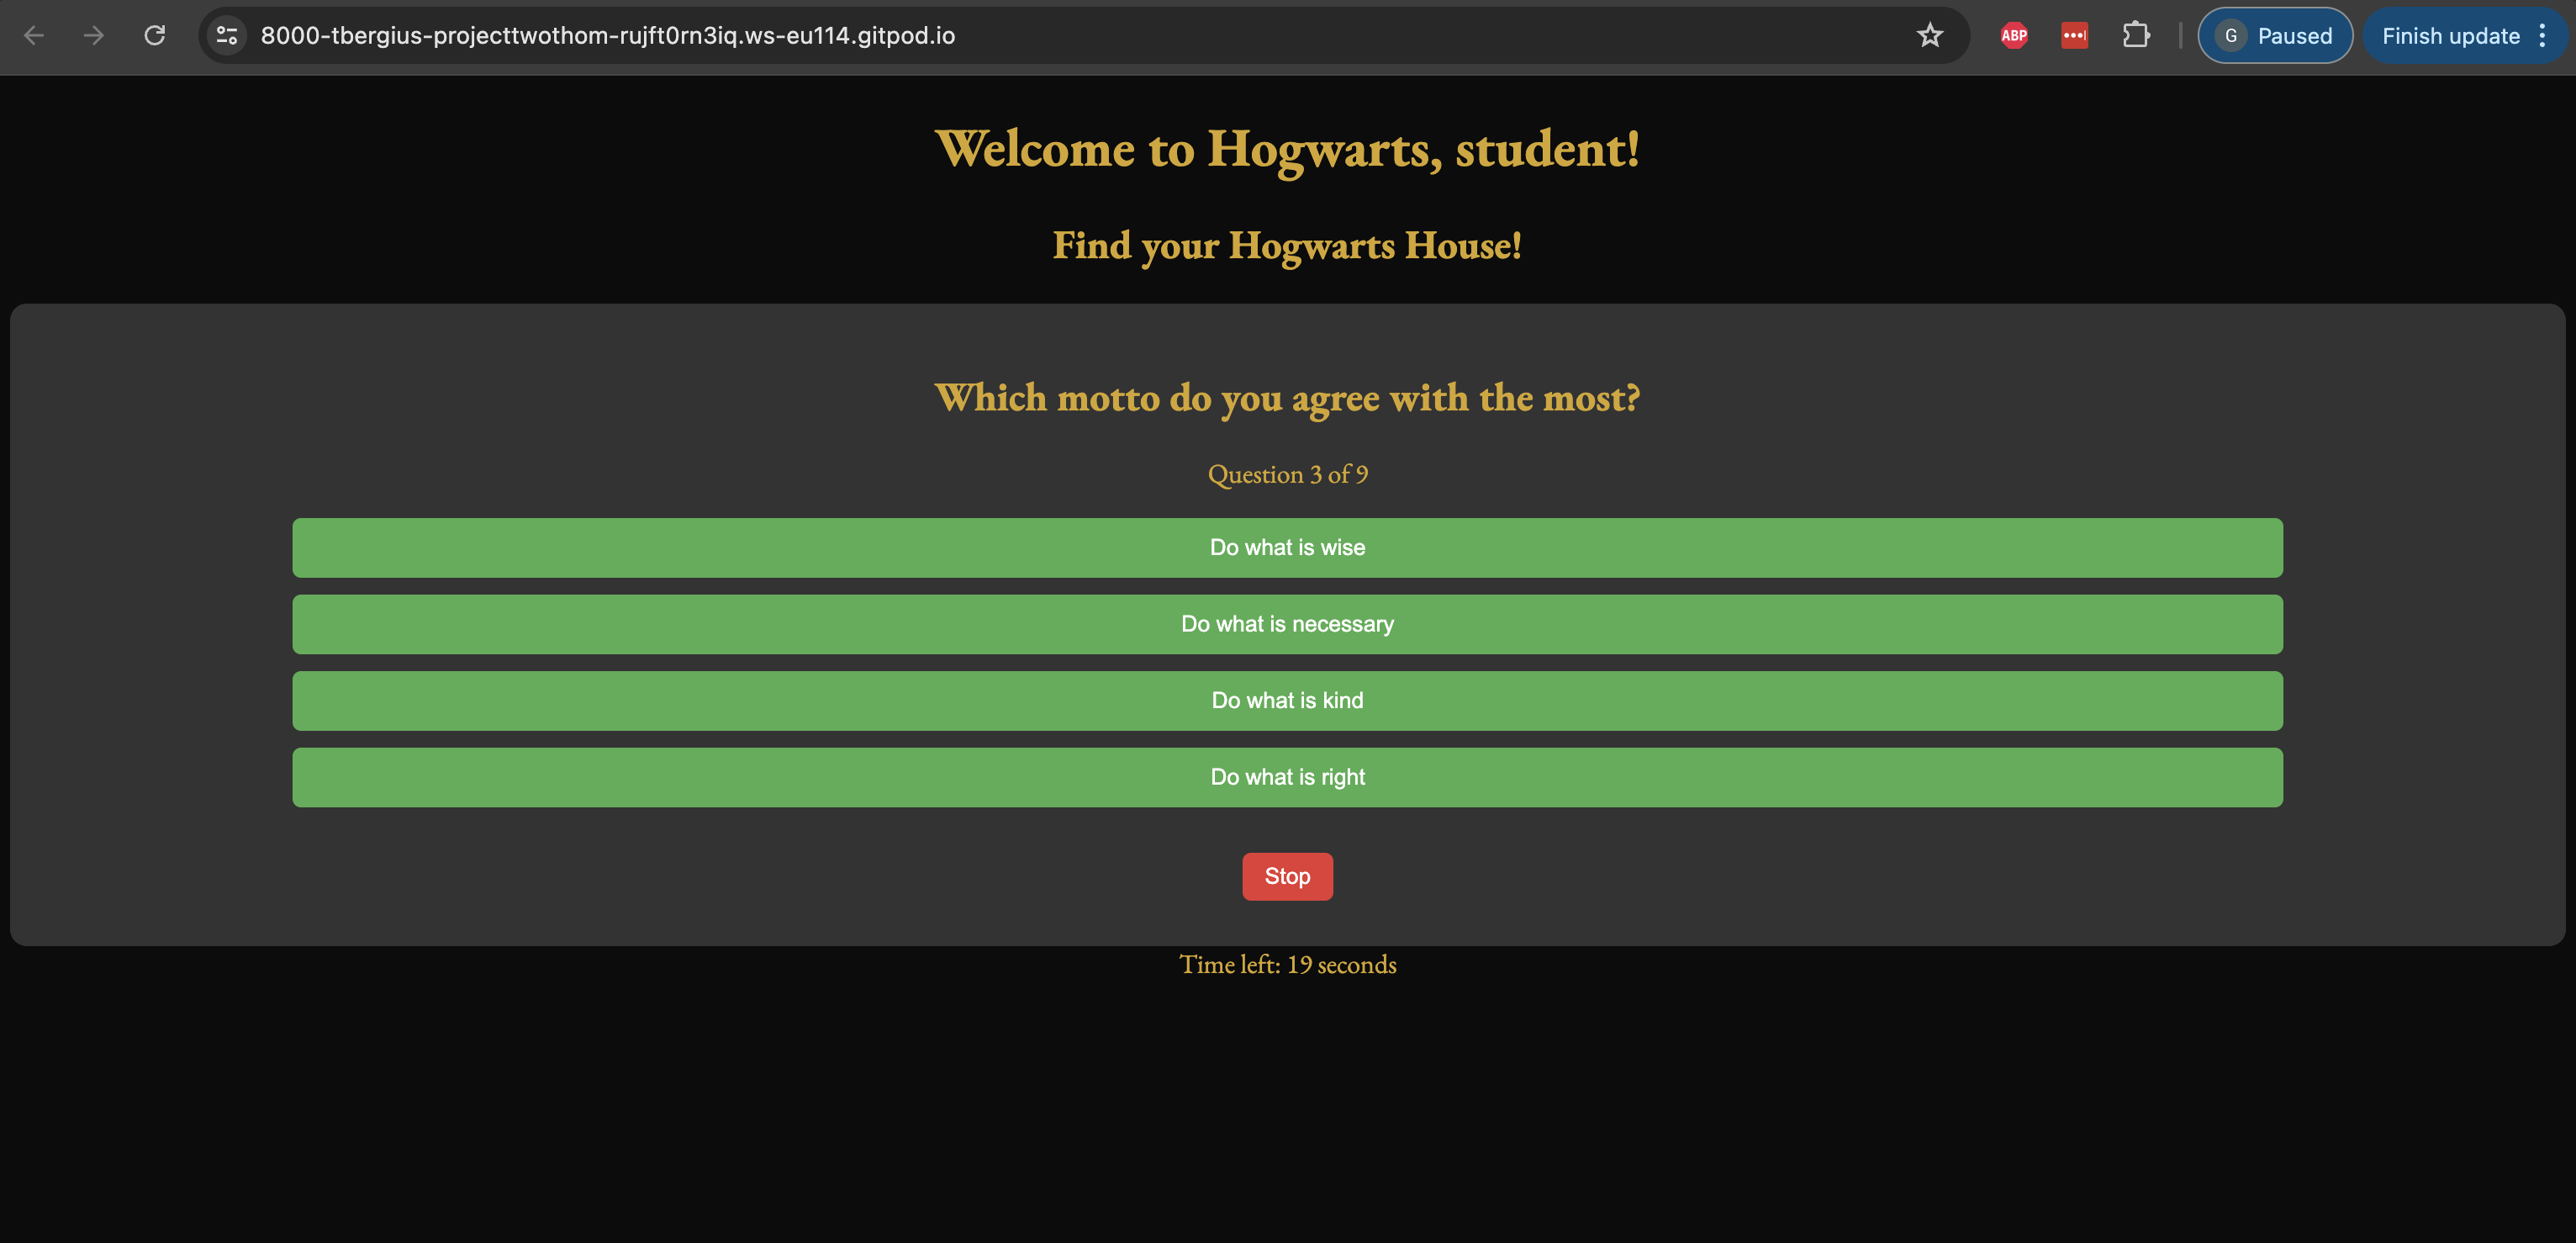 8000-tbergius-projecttwothom-rujft0rn3iq.ws-eu114.gitpod.io
ABP
G Paused
Finish update
Welcome to Hogwarts, student!
Find your Hogwarts House!
Which motto do you agree with the most?
Question 3 of 9
Do what is wise
Do what is necessary
Do what is kind
Do what is right
Stop
Time left: 19 seconds